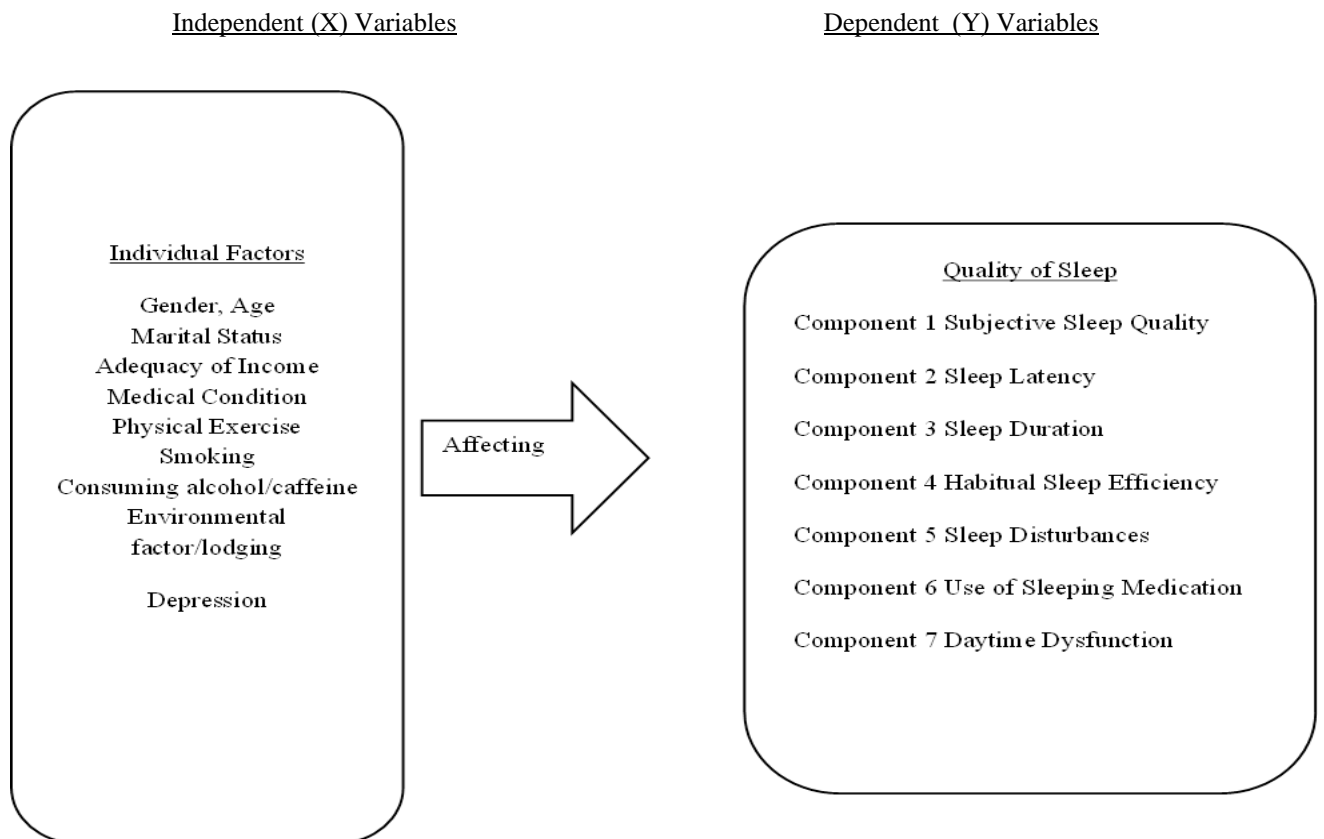 Independent (X) Variables
Dependent (Y) Variables
Individual Factors
Gender, Age
Marital Status
Adequacy of Income
Medical Condition
Physical Exercise
Smoking
Consuming alcohol/caffeine
Environmental
factor/lodging
Depression
Affecting
Quality of Sleep
Component 1 Subjective Sleep Quality
Component 2 Sleep Latency
Component 3 Sleep Duration
Component 4 Habitual Sleep Efficiency
Component 5 Sleep Disturbances
Component 6 Use of Sleeping Medication
Component 7 Daytime Dysfunction